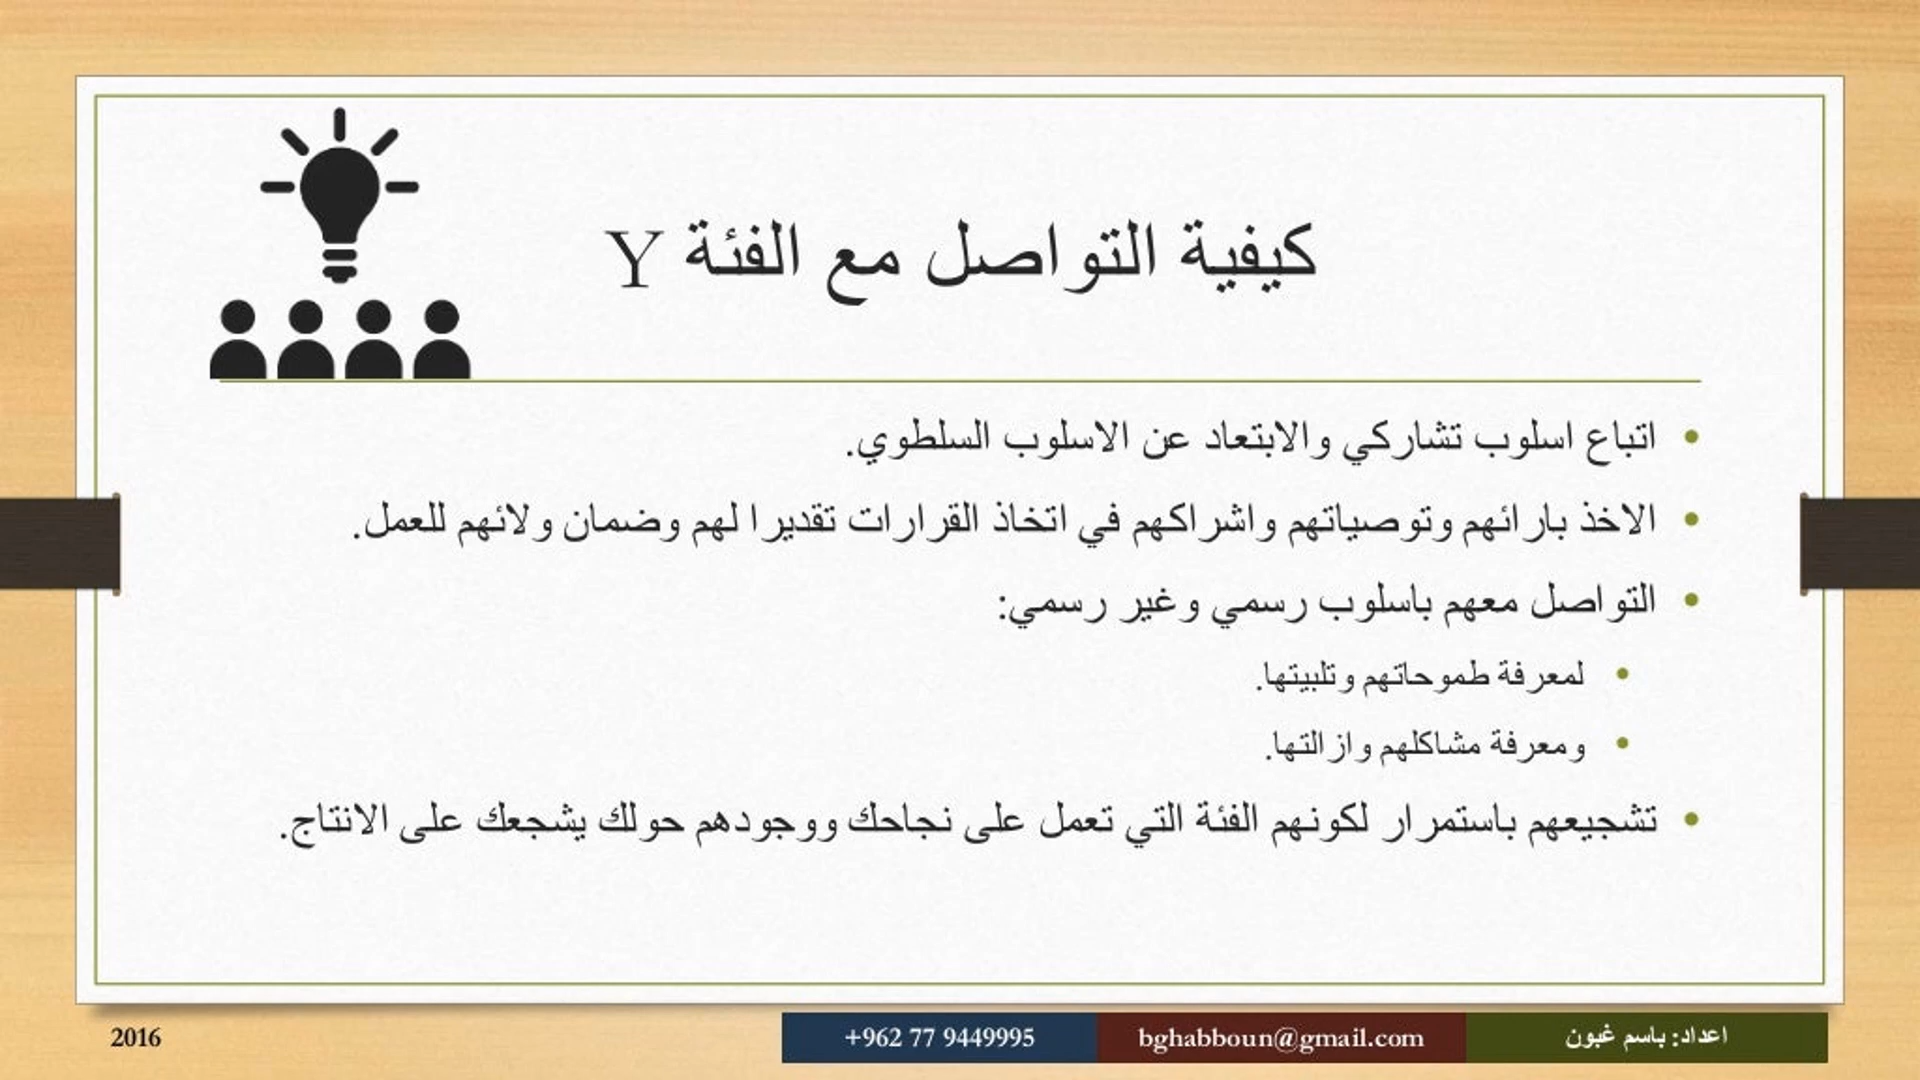 كيفية التواصل مع الفئة Y
• اتباع اسلوب تشاركي والابتعاد عن الاسلوب السلطوي.
• الاخذ بارائهم وتوصياتهم واشراكهم في اتخاذ القرارات تقديرا لهم وضمان ولائهم للعمل.
• التواصل معهم باسلوب رسمي وغير رسمي:
• لمعرفة طموحاتهم وتلبيتها.
• ومعرفة مشاكلهم وازالتها.
• تشجيعهم باستمرار لكونهم الفئة التي تعمل على نجاحك ووجودهم حولك يشجعك على الانتاج.
اعداد: باسم غبون
bghabboun@gmail.com
+962 77 9449995
2016